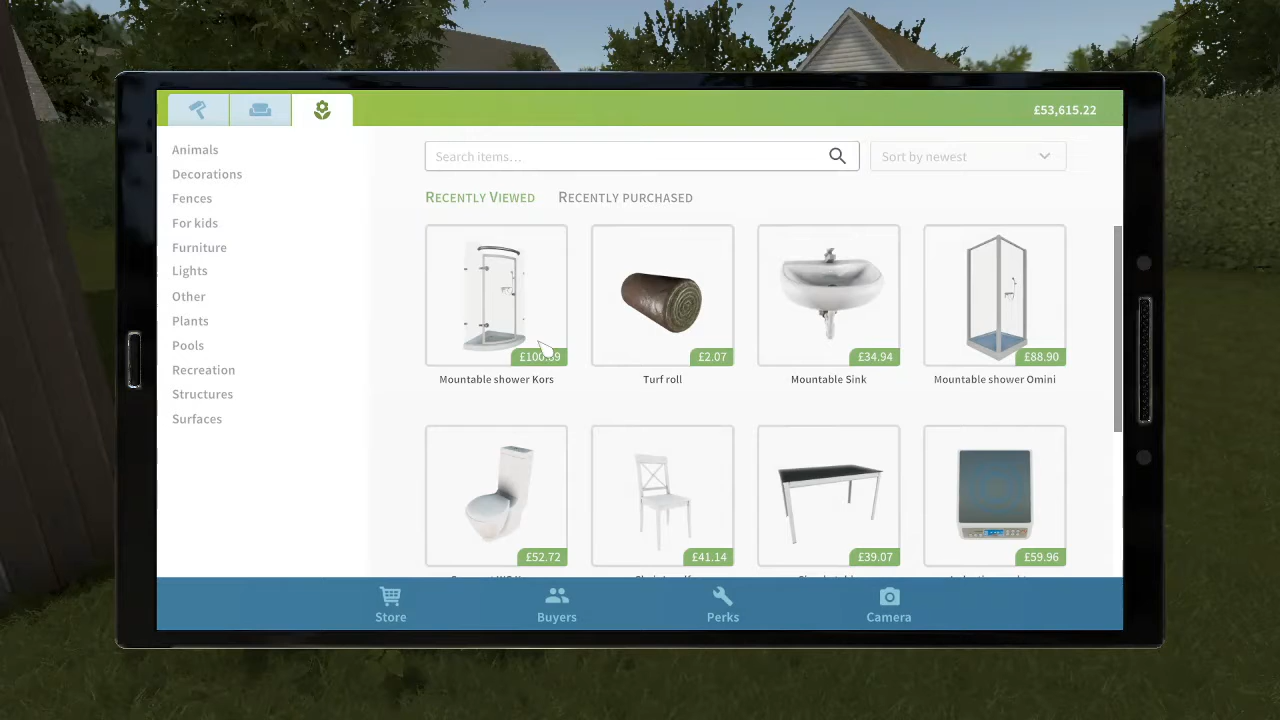 £53,615.22
Animals
Decorations
Fences
For kids
Furniture
Lights
Other
Plants
Pools
Recreation
Structures
Surfaces
Search items...
Sort by newest
RECENTLY VIEWED
RECENTLY PURCHASED
£2.07
£34.94
£88.90
Mountable shower Kors
Turf roll
Mountable Sink
Mountable shower Omini
£52.72
£41.14
£39.07
£59.96
Store
Buyers
Perks
Camera